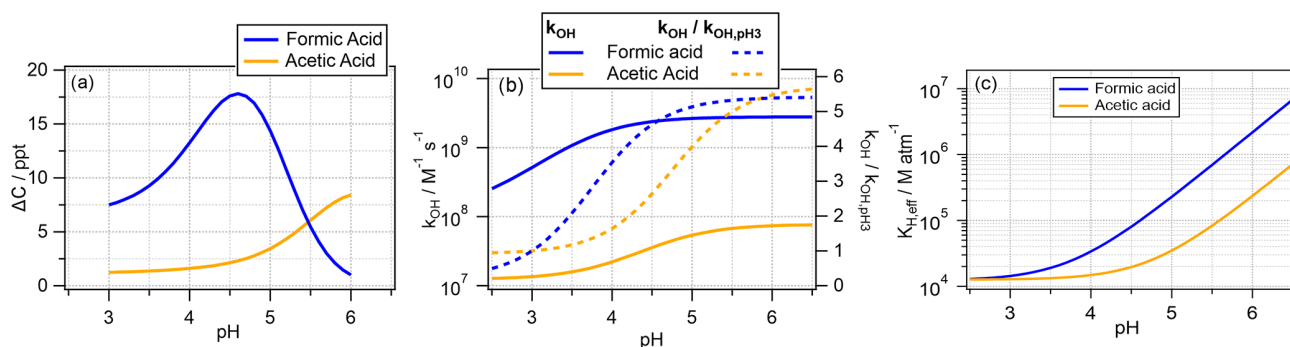 (a)
Formic Acid
Acetic Acid
20
15
10
5
0
ΔC / ppt
3 4 5 6
pH
(b)
k_OH k_OH / k_OH,pH3
Formic acid
Acetic Acid
10^10
10^9
10^8
10^7
k_OH / M^-1 s^-1
6
5
4
3
2
1
0
k_OH / k_OH,pH3
3 4 5 6
pH
(c)
Formic acid
Acetic acid
10^7
10^6
10^5
10^4
K_H,eff / M atm^-1
3 4 5 6
pH